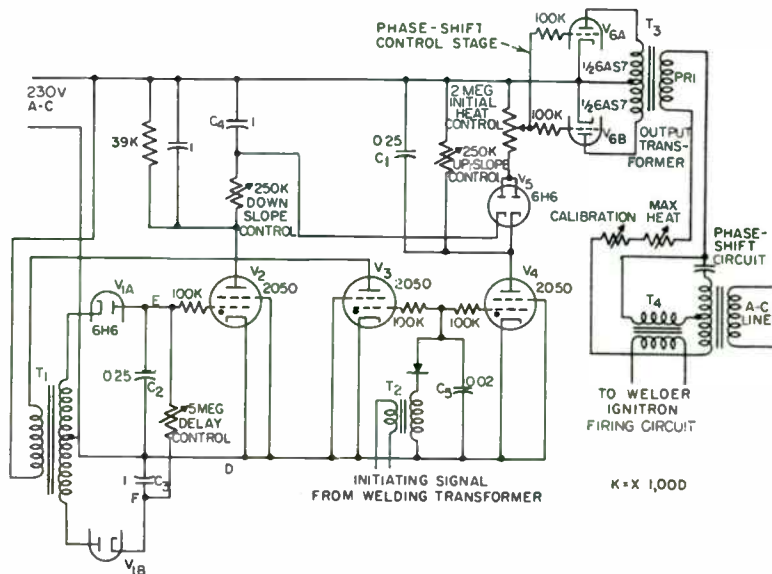 PHASE-SHIFT
CONTROL STAGE
100K
V6A
T3
1/2 6AS7
PRI
230V
A-C
C4
1
39K
1
0.25
C1
2 MEG
INITIAL
HEAT
CONTROL
100K
1/2 6AS7
V6B
OUTPUT
TRANS-
FORMER
250K
DOWN
SLOPE
CONTROL
250K
UP/SLOPE
CONTROL
V5
6H6
CALIBRATION
MAX
HEAT
PHASE-
SHIFT
CIRCUIT
V1A
6H6
E
100K
V2
2050
V3
2050
100K
100K
V4
2050
T4
A-C
LINE
T1
0.25
C2
5MEG
DELAY
CONTROL
T2
C5
0.02
TO WELDER
IGNITRON
FIRING CIRCUIT
1
C3
F
D
INITIATING SIGNAL
FROM WELDING TRANSFORMER
K=X 1,000
V1B